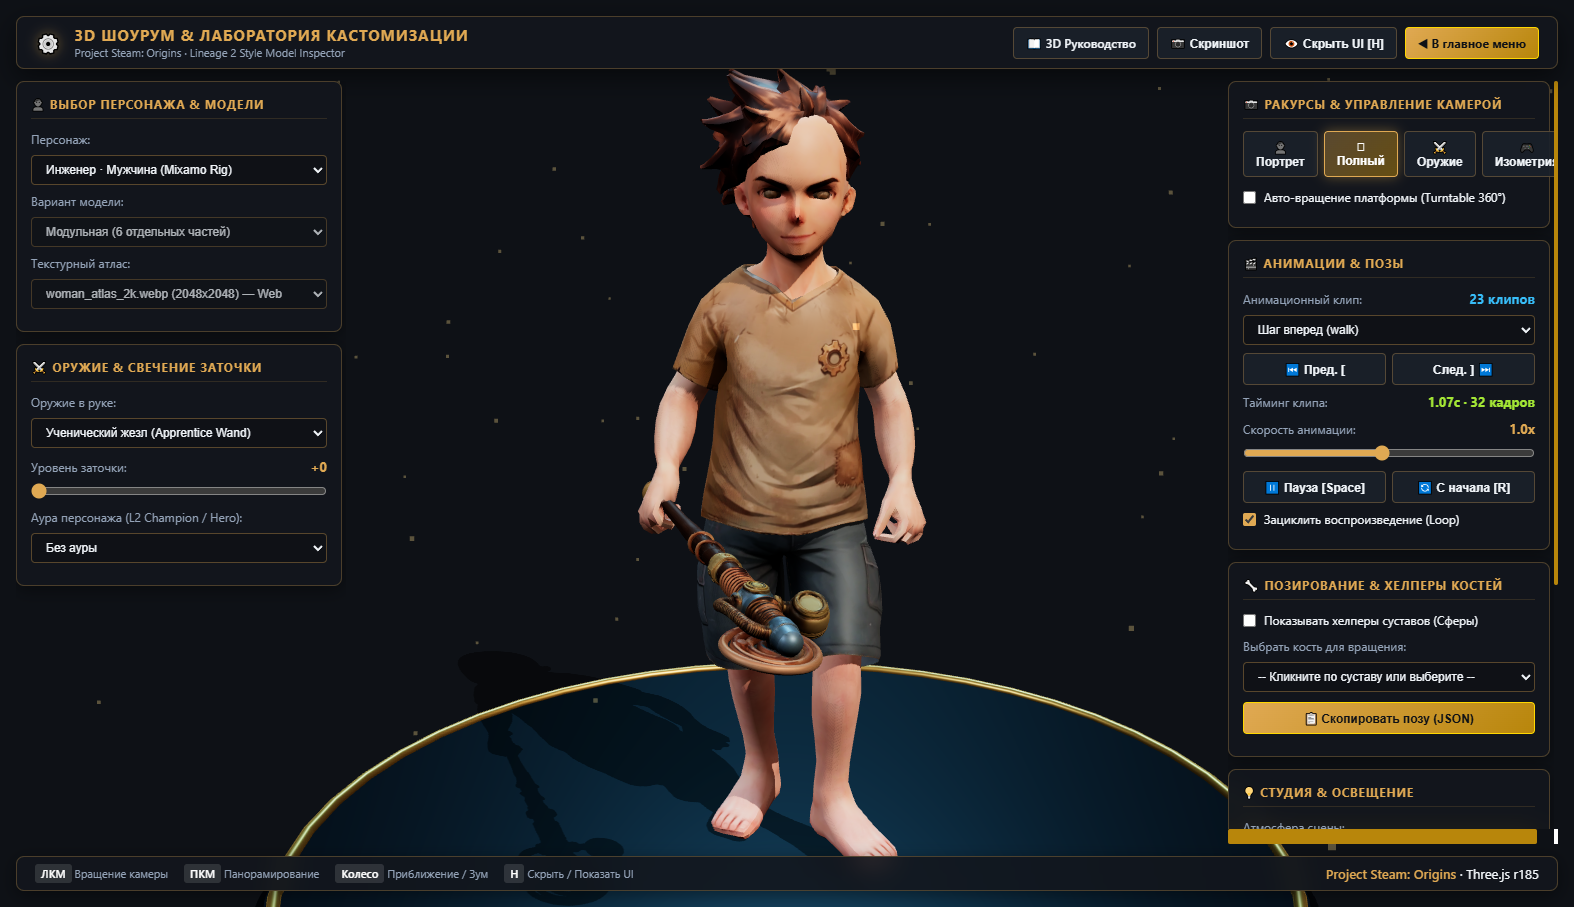 3D ШОУРУМ & ЛАБОРАТОРИЯ КАСТОМИЗАЦИИ
Project Steam: Origins · Lineage 2 Style Model Inspector
3D Руководство
Скриншот
Скрыть UI [H]
◀ В главное меню
ВЫБОР ПЕРСОНАЖА & МОДЕЛИ
Персонаж:
Инженер · Мужчина (Mixamo Rig)
Вариант модели:
Модульная (6 отдельных частей)
Текстурный атлас:
woman_atlas_2k.webp (2048x2048) — Web
ОРУЖИЕ & СВЕЧЕНИЕ ЗАТОЧКИ
Оружие в руке:
Ученический жезл (Apprentice Wand)
Уровень заточки: +0
Аура персонажа (L2 Champion / Hero):
Без ауры
РАКУРСЫ & УПРАВЛЕНИЕ КАМЕРОЙ
Портрет
Полный
Оружие
Изометрия
Авто-вращение платформы (Turntable 360°)
АНИМАЦИИ & ПОЗЫ
Анимационный клип: 23 клипов
Шаг вперед (walk)
Пред. [
След. ]
Тайминг клипа: 1.07с · 32 кадров
Скорость анимации: 1.0x
Пауза [Space]
С начала [R]
Зациклить воспроизведение (Loop)
ПОЗИРОВАНИЕ & ХЕЛПЕРЫ КОСТЕЙ
Показывать хелперы суставов (Сферы)
Выбрать кость для вращения:
-- Кликните по суставу или выберите --
Скопировать позу (JSON)
СТУДИЯ & ОСВЕЩЕНИЕ
Атмосфера сцены:
ЛКМ Вращение камеры
ПКМ Панорамирование
Колесо Приближение / Зум
H Скрыть / Показать UI
Project Steam: Origins · Three.js r185